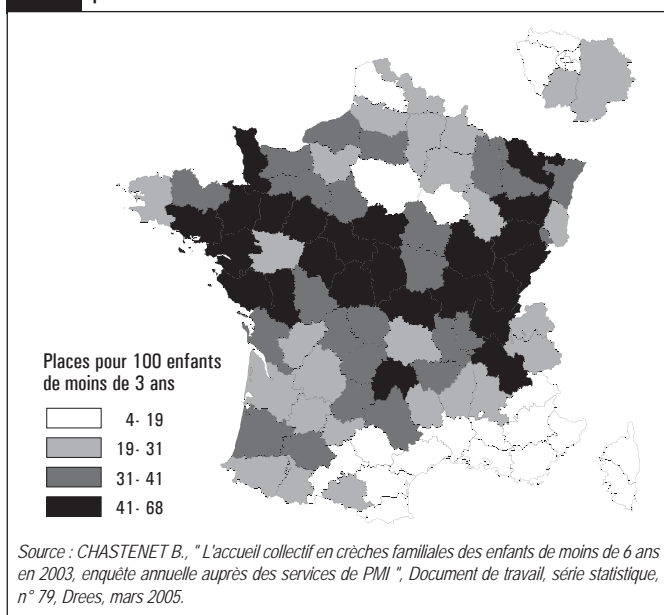 Places pour 100 enfants
de moins de 3 ans
4- 19
19- 31
31- 41
41- 68
Source : CHASTENET B., " L'accueil collectif en crèches familiales des enfants de moins de 6 ans
en 2003, enquête annuelle auprès des services de PMI ", Document de travail, série statistique,
n° 79, Drees, mars 2005.